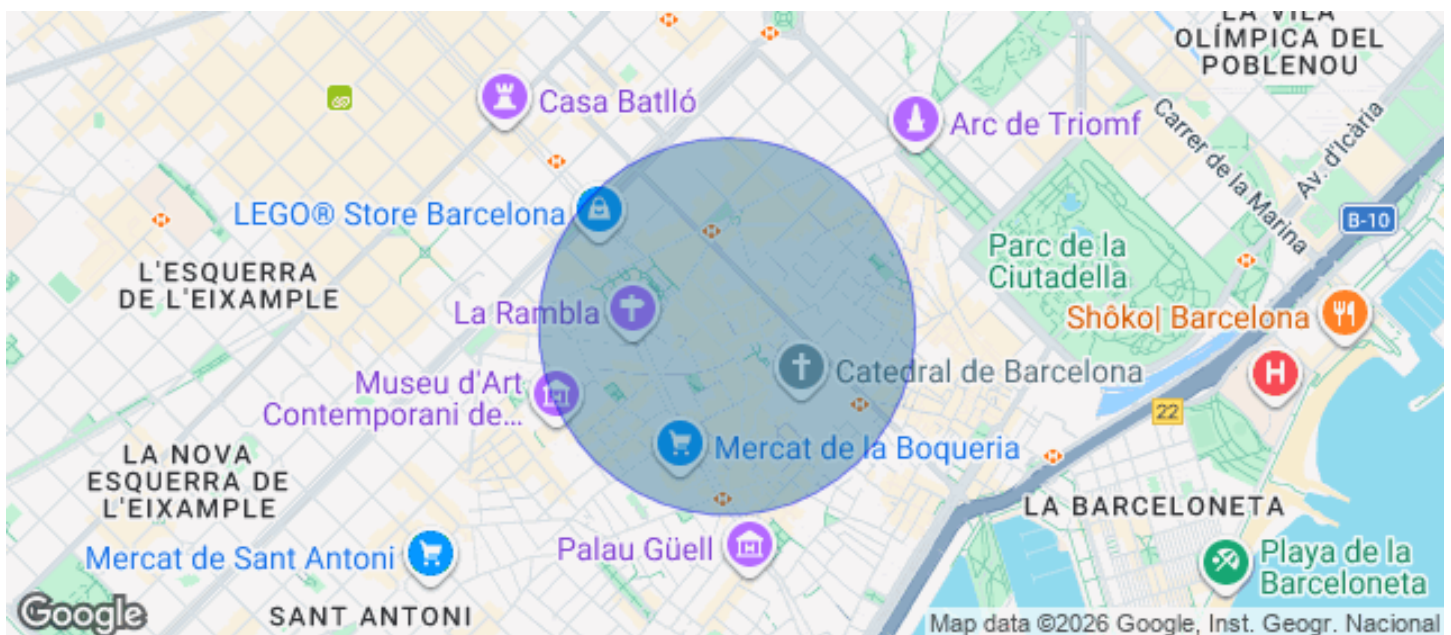 LA VILA
OLÍMPICA DEL
POBLENOU
Casa Batlló
Arc de Triomf
Carrer de la Marina
Av. d'Icària
LEGO® Store Barcelona
B-10
L'ESQUERRA
DE L'EIXAMPLE
Parc de la
Ciutadella
La Rambla
Shôko| Barcelona
Museu d'Art
Contemporani de...
Catedral de Barcelona
H
22
LA NOVA
ESQUERRA DE
L'EIXAMPLE
Mercat de la Boqueria
LA BARCELONETA
Mercat de Sant Antoni
Palau Güell
Playa de la
Barceloneta
Google
SANT ANTONI
Map data ©2026 Google, Inst. Geogr. Nacional